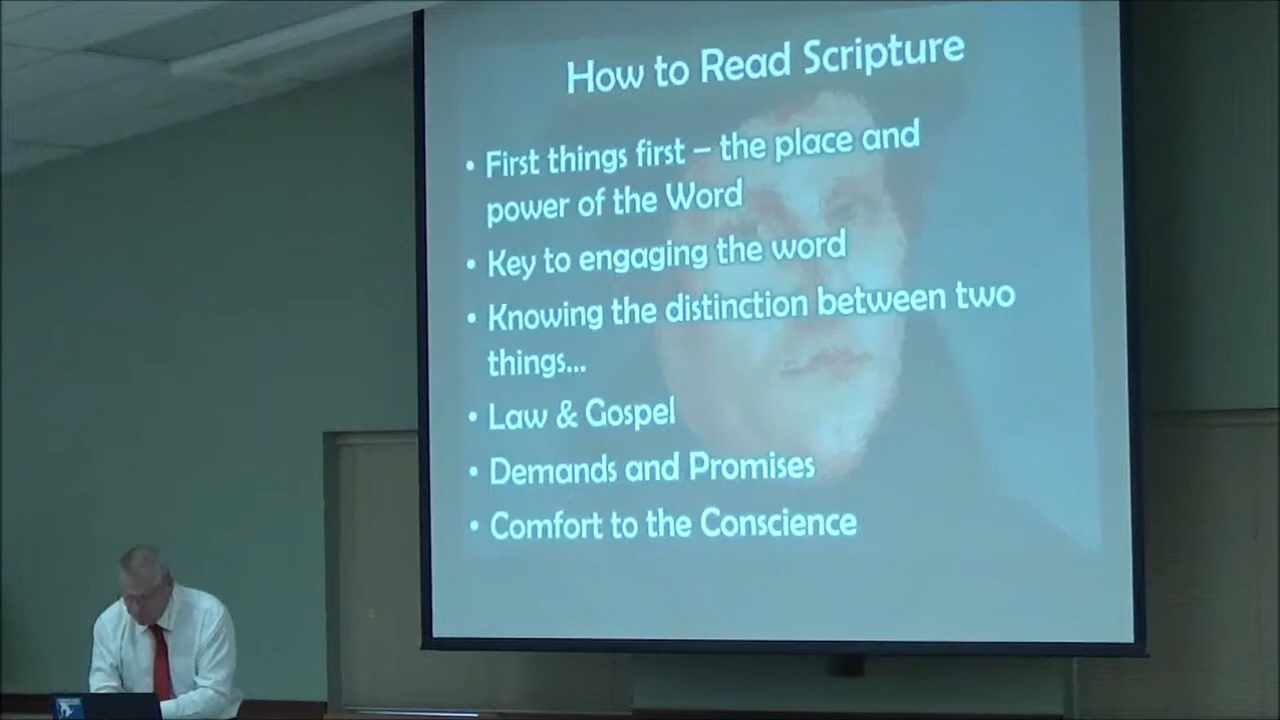 How to Read Scripture
• First things first – the place and
power of the Word
• Key to engaging the word
• Knowing the distinction between two
things...
• Law & Gospel
• Demands and Promises
• Comfort to the Conscience